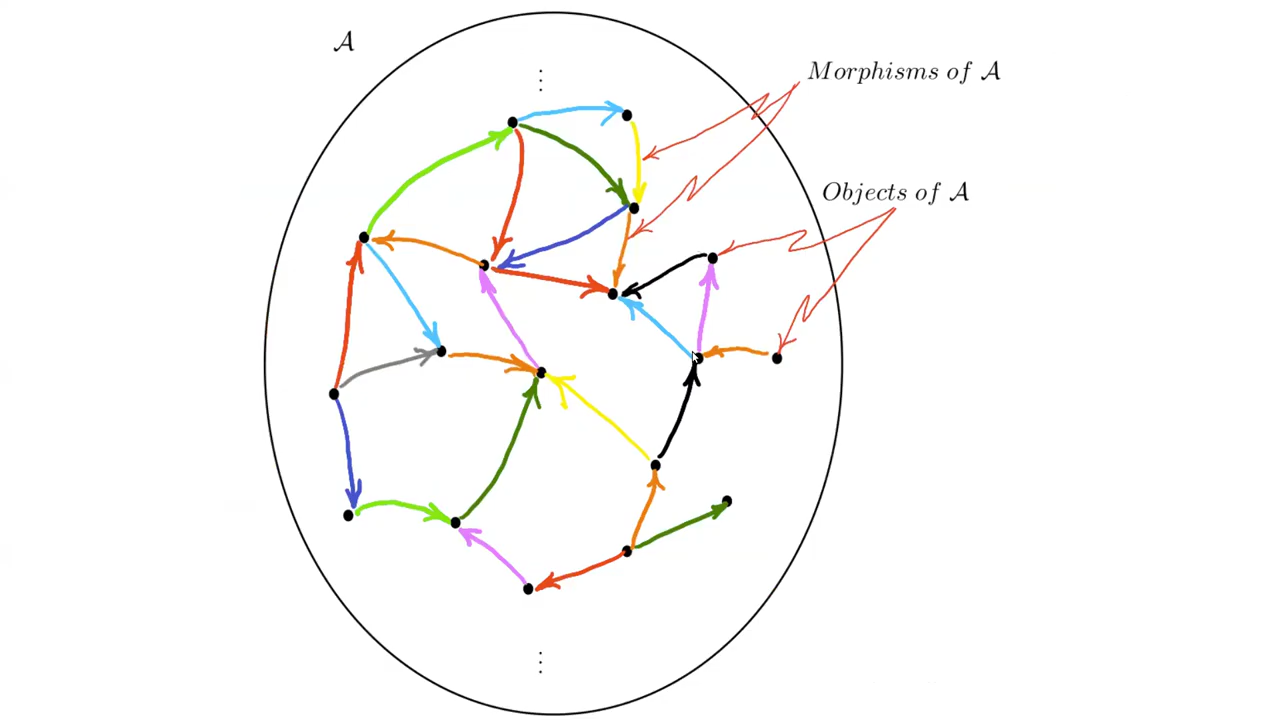 𝒜
⋮
Morphisms of 𝒜
Objects of 𝒜
⋮